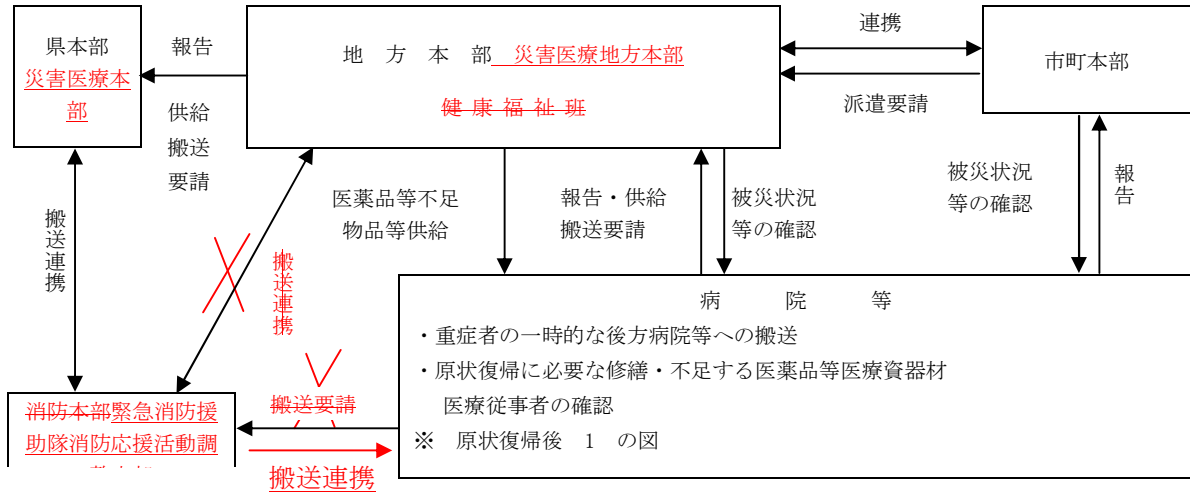 県本部
災害医療本
部
報告
供給
搬送
要請
地 方 本 部 災害医療地方本部
健 康 福 祉 班
連携
派遣要請
市町本部
搬送連携
医薬品等不足
物品等供給
搬送連携
報告・供給
搬送要請
被災状況
等の確認
被災状況
等の確認
報告
病 院 等
・重症者の一時的な後方病院等への搬送
・原状復帰に必要な修繕・不足する医薬品等医療資器材
医療従事者の確認
※ 原状復帰後 1 の図
消防本部緊急消防援
助隊消防応援活動調
搬送要請
搬送連携